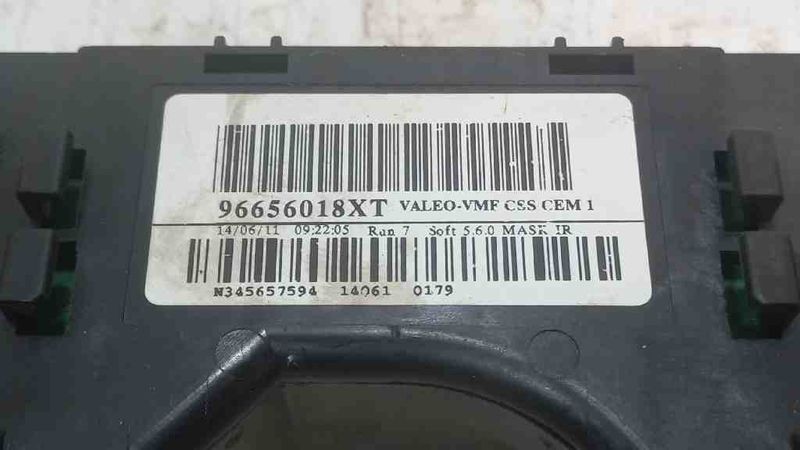 96656018XT VALEO-VMF CSS CEM 1
14/06/11 09:22:05 Run 7 Soft 5.6.0 MASK IR
N345657594 14061 0179